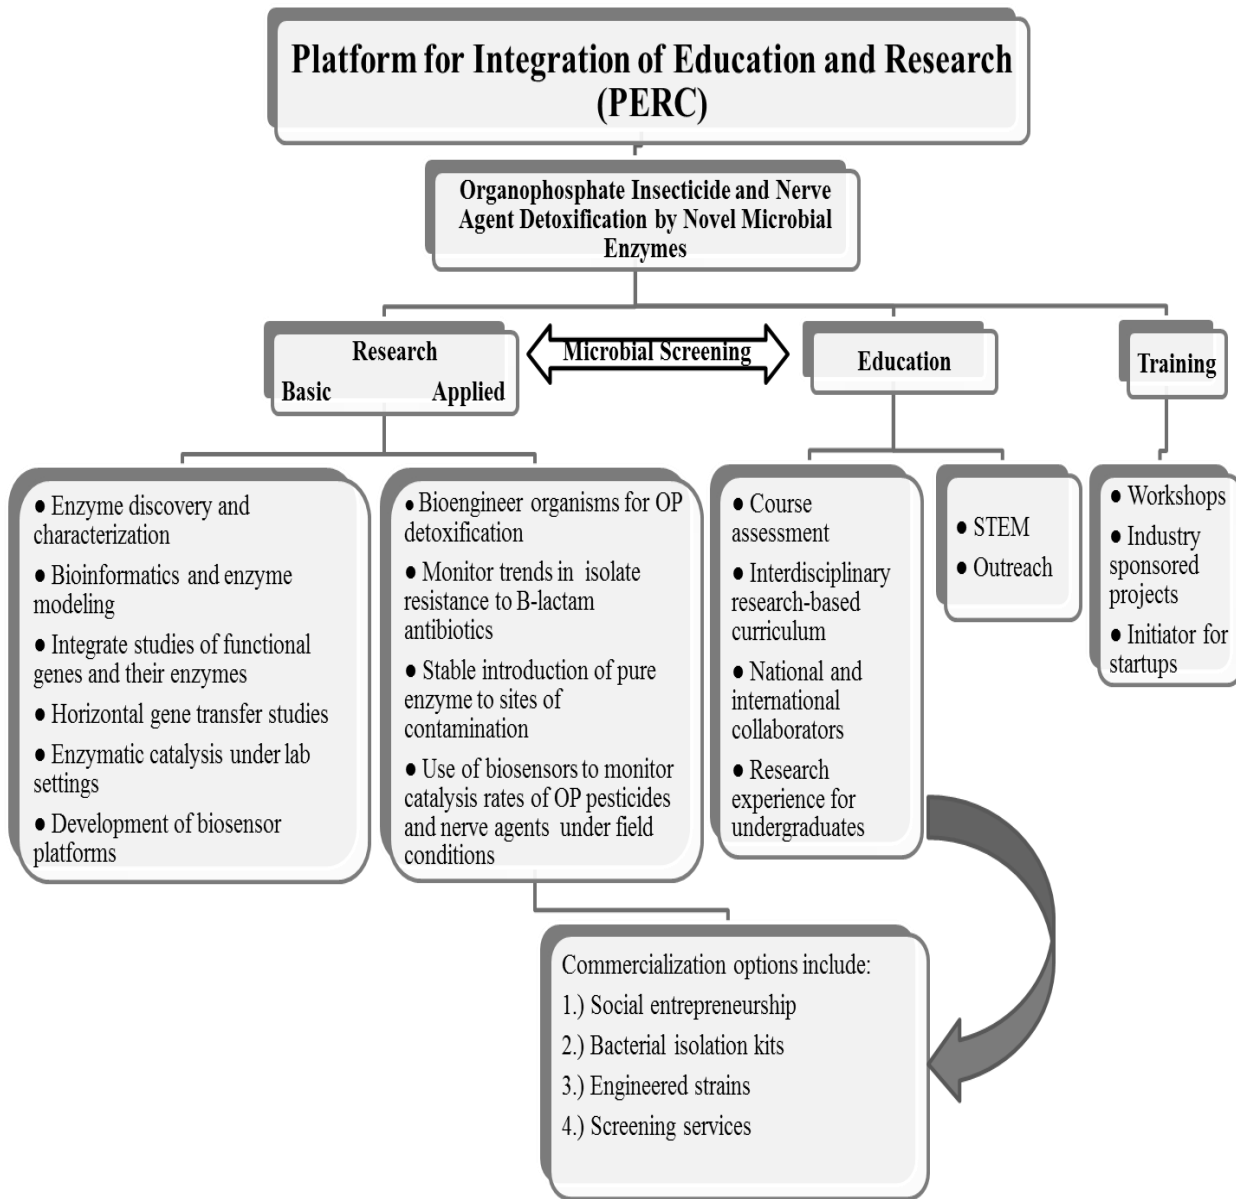 Platform for Integration of Education and Research
(PERC)
Organophosphate Insecticide and Nerve
Agent Detoxification by Novel Microbial
Enzymes
Research
Basic Applied
Microbial Screening
Education
Training
● Enzyme discovery and
characterization
● Bioinformatics and enzyme
modeling
● Integrate studies of functional
genes and their enzymes
● Horizontal gene transfer studies
● Enzymatic catalysis under lab
settings
● Development of biosensor
platforms
● Bioengineer organisms for OP
detoxification
● Monitor trends in isolate
resistance to B-lactam
antibiotics
● Stable introduction of pure
enzyme to sites of
contamination
● Use of biosensors to monitor
catalysis rates of OP pesticides
and nerve agents under field
conditions
● Course
assessment
● Interdisciplinary
research-based
curriculum
● National and
international
collaborators
● Research
experience for
undergraduates
● STEM
● Outreach
● Workshops
● Industry
sponsored
projects
● Initiator for
startups
Commercialization options include:
1.) Social entrepreneurship
2.) Bacterial isolation kits
3.) Engineered strains
4.) Screening services